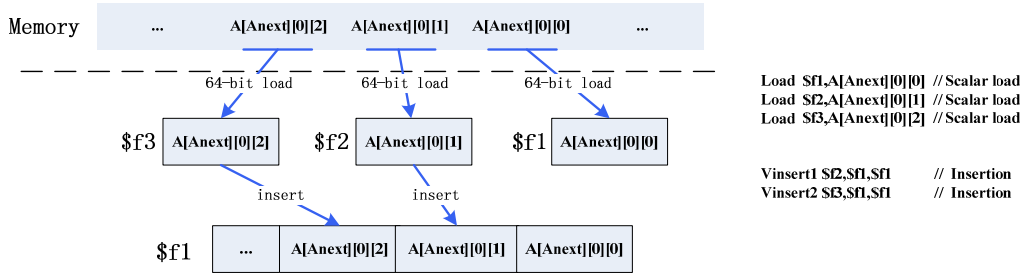 Memory
... A[Anext][0][2] A[Anext][0][1] A[Anext][0][0] ...
64-bit load 64-bit load 64-bit load
$f3 A[Anext][0][2] $f2 A[Anext][0][1] $f1 A[Anext][0][0]
insert insert
$f1 ... A[Anext][0][2] A[Anext][0][1] A[Anext][0][0]
Load $f1,A[Anext][0][0] // Scalar load
Load $f2,A[Anext][0][1] // Scalar load
Load $f3,A[Anext][0][2] // Scalar load
Vinsert1 $f2,$f1,$f1 // Insertion
Vinsert2 $f3,$f1,$f1 // Insertion